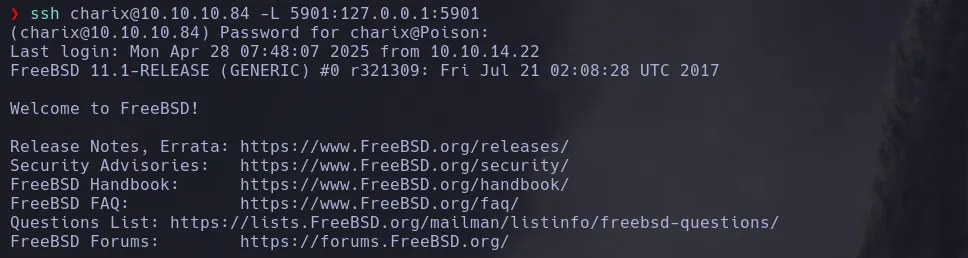 ❯ ssh charix@10.10.10.84 -L 5901:127.0.0.1:5901
(charix@10.10.10.84) Password for charix@Poison:
Last login: Mon Apr 28 07:48:07 2025 from 10.10.14.22
FreeBSD 11.1-RELEASE (GENERIC) #0 r321309: Fri Jul 21 02:08:28 UTC 2017
Welcome to FreeBSD!
Release Notes, Errata: https://www.FreeBSD.org/releases/
Security Advisories:   https://www.FreeBSD.org/security/
FreeBSD Handbook:      https://www.FreeBSD.org/handbook/
FreeBSD FAQ:           https://www.FreeBSD.org/faq/
Questions List: https://lists.FreeBSD.org/mailman/listinfo/freebsd-questions/
FreeBSD Forums:        https://forums.FreeBSD.org/